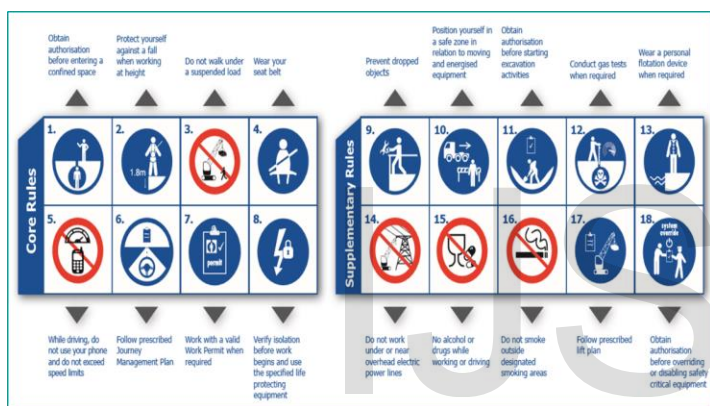 Obtain
authorisation
before entering a
confined space
Protect yourself
against a fall
when working
at height
Do not walk under
a suspended load
Wear your
seat belt
Prevent dropped
objects
Position yourself in
a safe zone in
relation to moving
and energised
equipment
Obtain
authorisation
before starting
excavation
activities
Conduct gas tests
when required
Wear a personal
flotation device
when required
Core Rules
1.
2.
1.8m
3.
4.
5.
6.
7.
permit
8.
Supplementary Rules
9.
10.
11.
12.
13.
14.
15.
16.
17.
18.
system
override
While driving, do
not use your phone
and do not exceed
speed limits
Follow prescribed
Journey
Management Plan
Work with a valid
Work Permit when
required
Verify isolation
before work
begins and use
the specified life
protecting
equipment
Do not work
under or near
overhead electric
power lines
No alcohol or
drugs while
working or driving
Do not smoke
outside
designated
smoking areas
Follow prescribed
lift plan
Obtain
authorisation
before overriding
or disabling safety
critical equipment
IJS